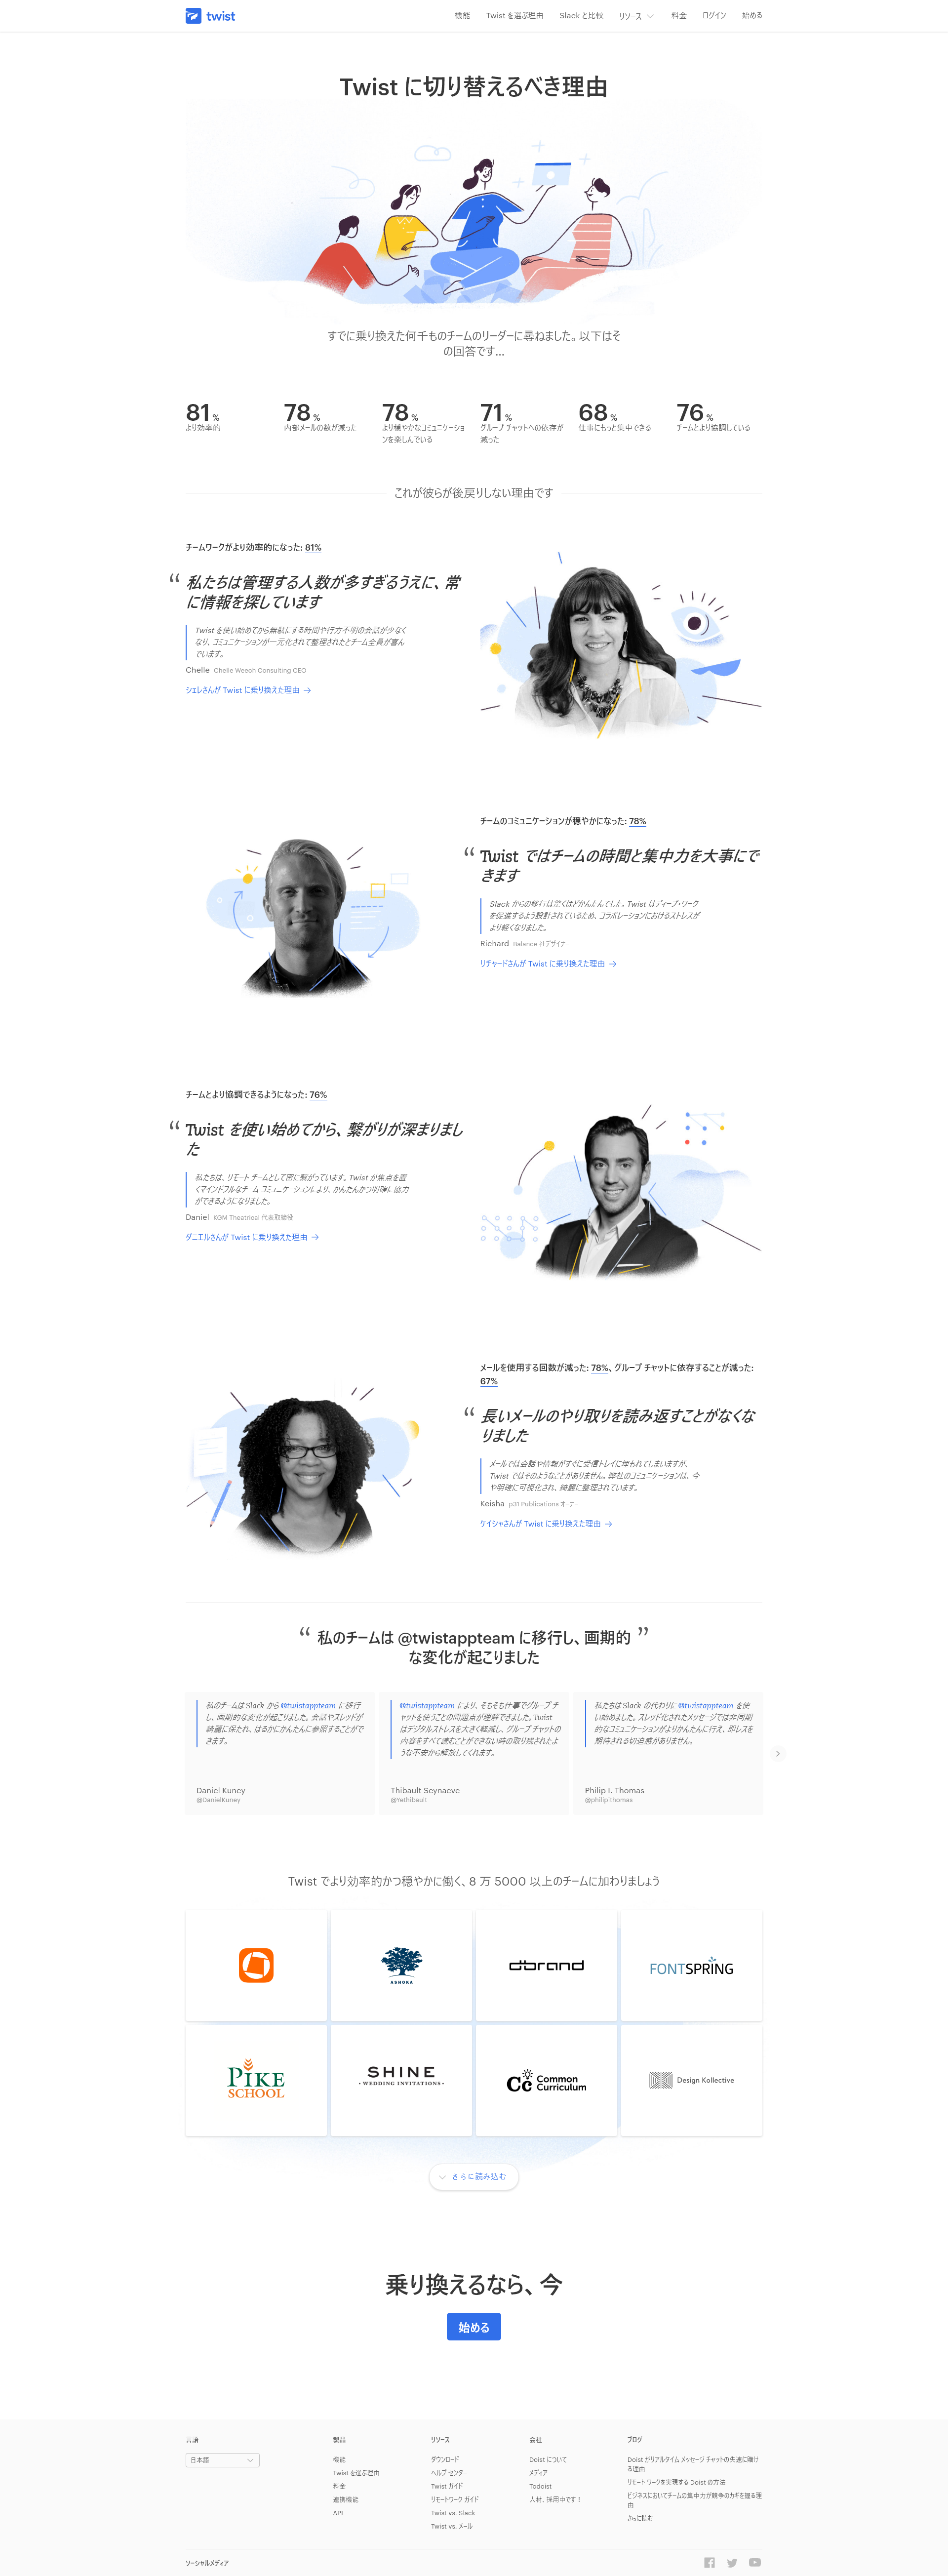 twist
機能 Twist を選ぶ理由 Slack と比較 リソース 料金 ログイン 始める
Twist に切り替えるべき理由
すでに乗り換えた何千ものチームのリーダーに尋ねました。以下はそ
の回答です...
81%
より効率的
78%
内部メールの数が減った
78%
より穏やかなコミュニケーショ
ンを楽しんでいる
71%
グループ チャットへの依存が
減った
68%
仕事にもっと集中できる
76%
チームとより協調している
これが彼らが後戻りしない理由です
チームワークがより効率的になった: 81%
“ 私たちは管理する人数が多すぎるうえに、常
に情報を探しています
Twist を使い始めてから無駄にする時間や行方不明の会話が少なく
なり、コミュニケーションが一元化されて整理されたとチーム全員が喜ん
でいます。
Chelle Chelle Weech Consulting CEO
シェレさんが Twist に乗り換えた理由 →
チームのコミュニケーションが穏やかになった: 78%
“ Twist ではチームの時間と集中力を大事にで
きます
Slack からの移行は驚くほどかんたんでした。Twist はディープ・ワーク
を促進するよう設計されているため、コラボレーションにおけるストレスが
より軽くなりました。
Richard Balance 社デザイナー
リチャードさんが Twist に乗り換えた理由 →
チームとより協調できるようになった: 76%
“ Twist を使い始めてから、繋がりが深まりまし
た
私たちは、リモート チームとして密に繋がっています。Twist が焦点を置
くマインドフルなチーム コミュニケーションにより、かんたんかつ明確に協力
ができるようになりました。
Daniel KGM Theatrical 代表取締役
ダニエルさんが Twist に乗り換えた理由 →
メールを使用する回数が減った: 78%、グループ チャットに依存することが減った:
67%
“ 長いメールのやり取りを読み返すことがなくな
りました
メールでは会話や情報がすぐに受信トレイに埋もれてしまいますが、
Twist ではそのようなことがありません。弊社のコミュニケーションは、今
や明確に可視化され、綺麗に整理されています。
Keisha p31 Publications オーナー
ケイシャさんが Twist に乗り換えた理由 →
“ 私のチームは @twistappteam に移行し、画期的 ”
な変化が起こりました
私のチームは Slack から @twistappteam に移行
し、画期的な変化が起こりました。会話やスレッドが
綺麗に保たれ、はるかにかんたんに参照することがで
きます。
Daniel Kuney
@DanielKuney
@twistappteam により、そもそも仕事でグループ チ
ャットを使うことの問題点が理解できました。Twist
はデジタルストレスを大きく軽減し、グループ チャットの
内容をすべて読むことができない時の取り残されたよ
うな不安から解放してくれます。
Thibault Seynaeve
@Yethibault
私たちは Slack の代わりに @twistappteam を使
い始めました。スレッド化されたメッセージでは非同期
的なコミュニケーションがよりかんたんに行え、即レスを
期待される切迫感がありません。
Philip I. Thomas
@philipithomas
Twist でより効率的かつ穏やかに働く、8 万 5000 以上のチームに加わりましょう
ASHOKA
dbrand
FONTSPRING
PIKE
SCHOOL
SHINE
• WEDDING INVITATIONS •
Cc Common
Curriculum
Design Kollective
さらに読み込む
乗り換えるなら、今
始める
言語
日本語
製品
機能
Twist を選ぶ理由
料金
連携機能
API
リソース
ダウンロード
ヘルプ センター
Twist ガイド
リモートワーク ガイド
Twist vs. Slack
Twist vs. メール
会社
Doist について
メディア
Todoist
人材、採用中です！
ブログ
Doist がリアルタイム メッセージ チャットの失速に賭け
る理由
リモート ワークを実現する Doist の方法
ビジネスにおいてチームの集中力が競争のカギを握る理
由
さらに読む
ソーシャルメディア